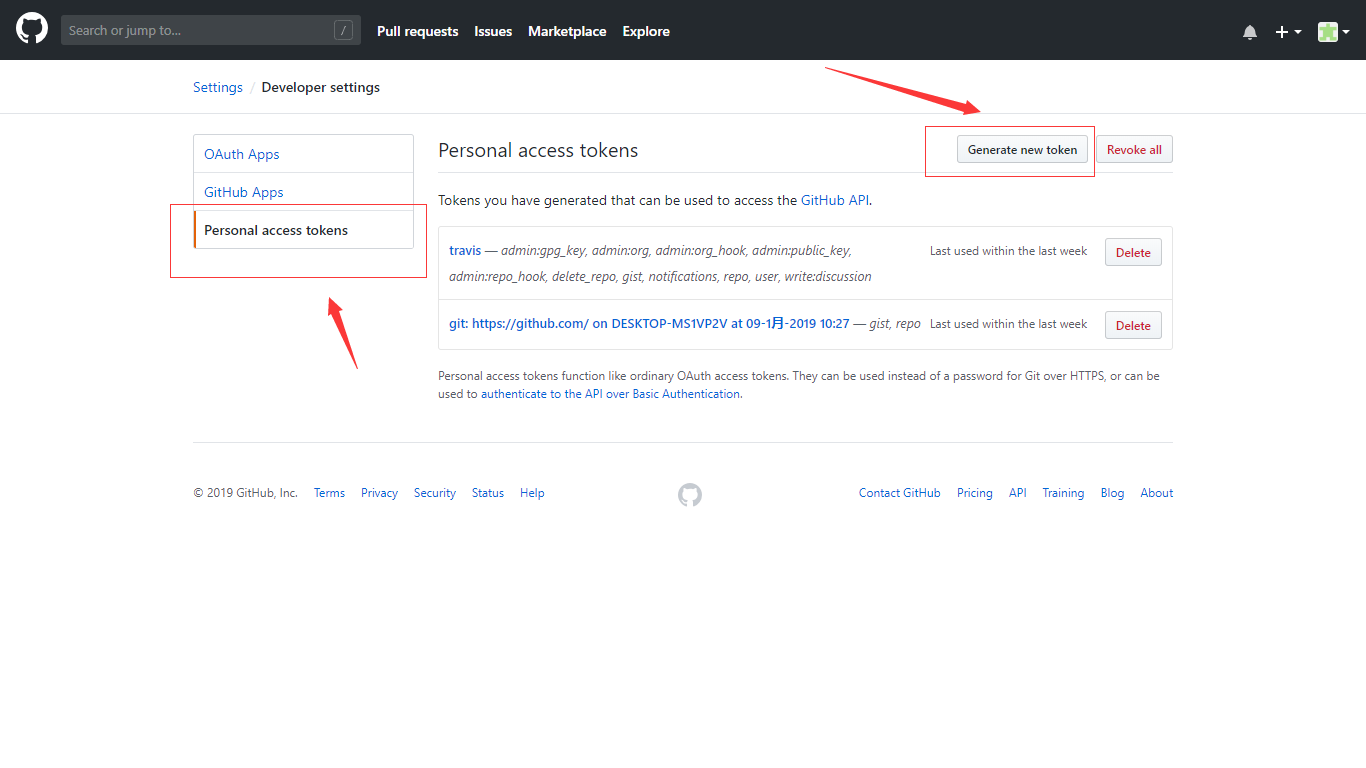 Search or jump to... /
Pull requests Issues Marketplace Explore
Settings / Developer settings
OAuth Apps
GitHub Apps
Personal access tokens
Personal access tokens
Generate new token
Revoke all
Tokens you have generated that can be used to access the GitHub API.
travis — admin:gpg_key, admin:org, admin:org_hook, admin:public_key,
admin:repo_hook, delete_repo, gist, notifications, repo, user, write:discussion
Last used within the last week
Delete
git: https://github.com/ on DESKTOP-MS1VP2V at 09-1月-2019 10:27 — gist, repo
Last used within the last week
Delete
Personal access tokens function like ordinary OAuth access tokens. They can be used instead of a password for Git over HTTPS, or can be
used to authenticate to the API over Basic Authentication.
© 2019 GitHub, Inc. Terms Privacy Security Status Help
Contact GitHub Pricing API Training Blog About